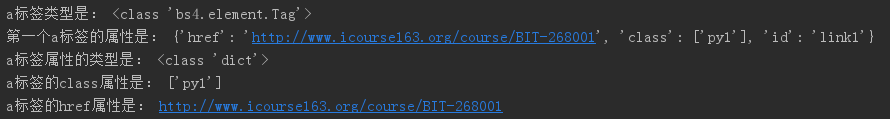 a标签类型是： <class 'bs4.element.Tag'>
第一个a标签的属性是： {'href': 'http://www.icourse163.org/course/BIT-268001', 'class': ['py1'], 'id': 'link1'}
a标签属性的类型是： <class 'dict'>
a标签的class属性是： ['py1']
a标签的href属性是： http://www.icourse163.org/course/BIT-268001